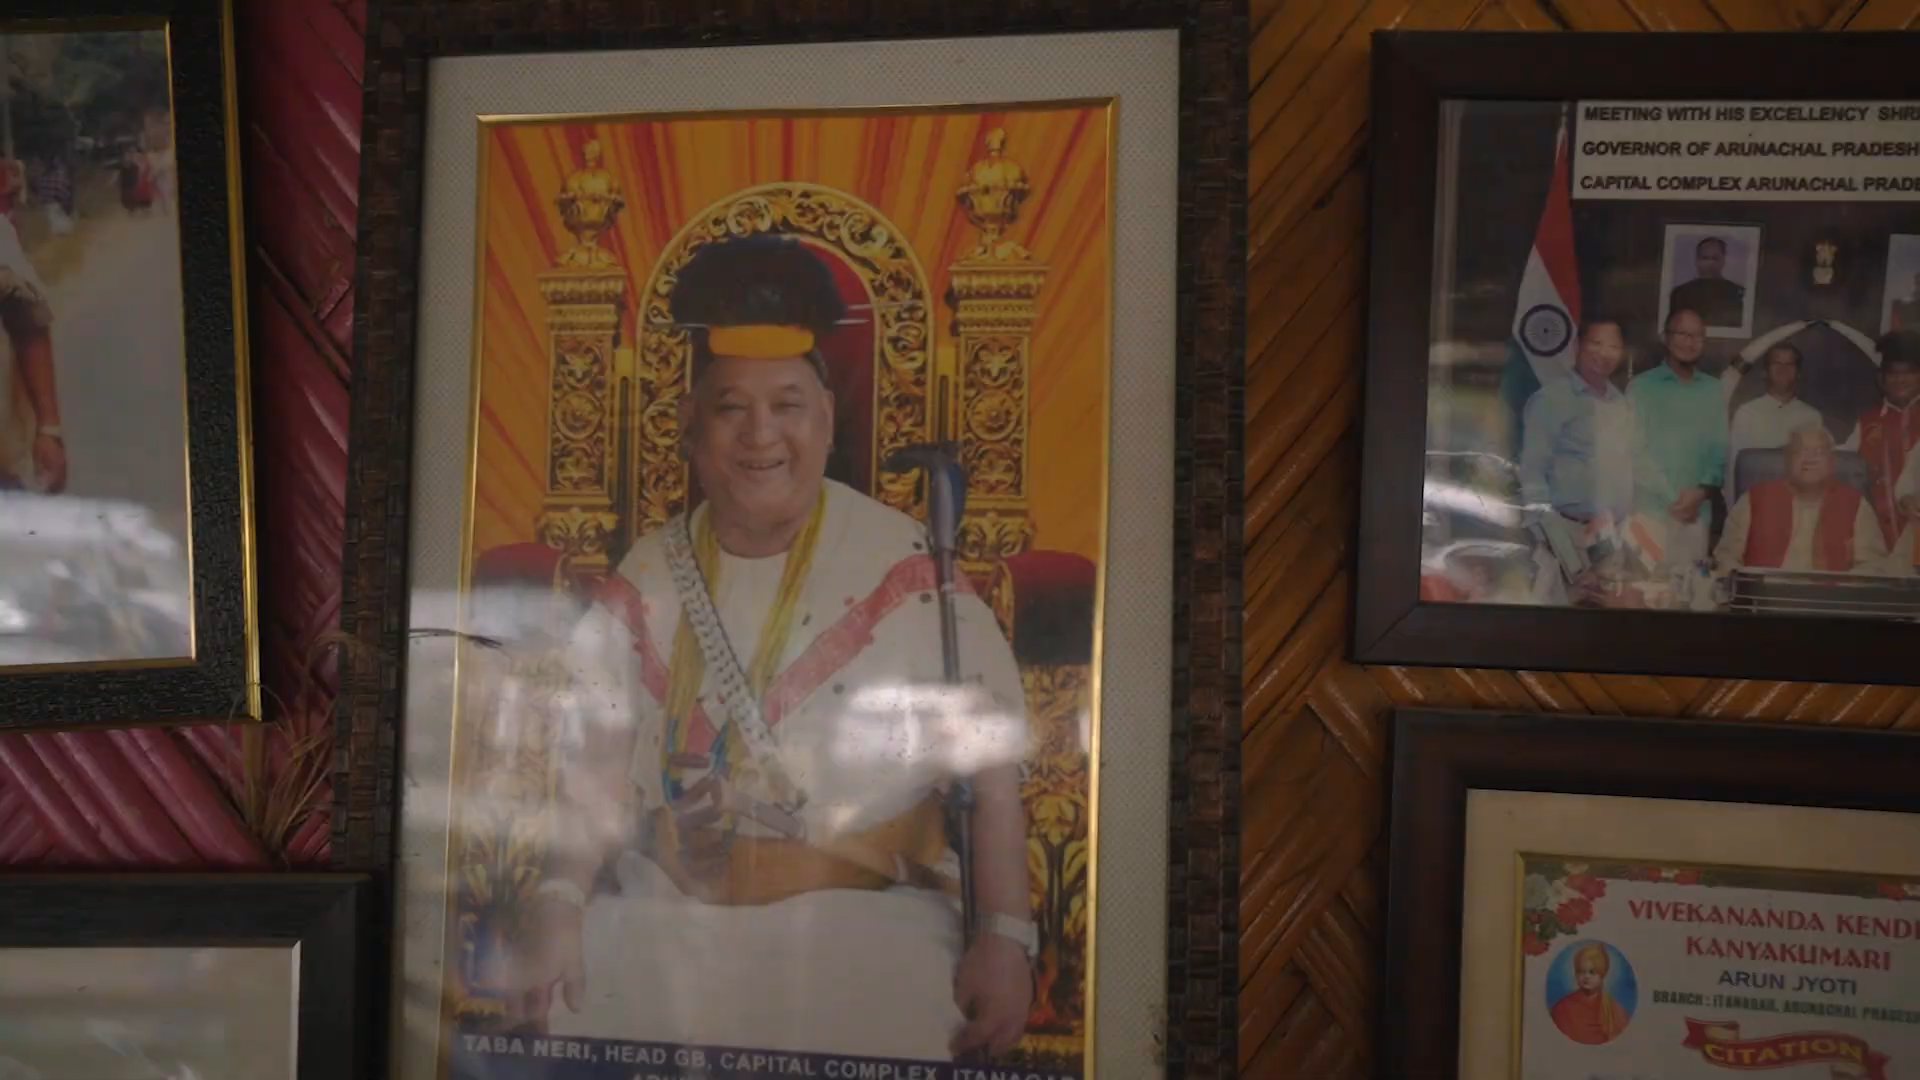 MEETING WITH HIS EXCELLENCY SHRI
GOVERNOR OF ARUNACHAL PRADESH
CAPITAL COMPLEX ARUNACHAL PRADE
TABA NERI, HEAD GB, CAPITAL COMPLEX, ITANAGAR
VIVEKANANDA KEND
KANYAKUMARI
ARUN JYOTI
BRANCH : ITANAGAR, ARUNACHAL PRADESH
CITATION